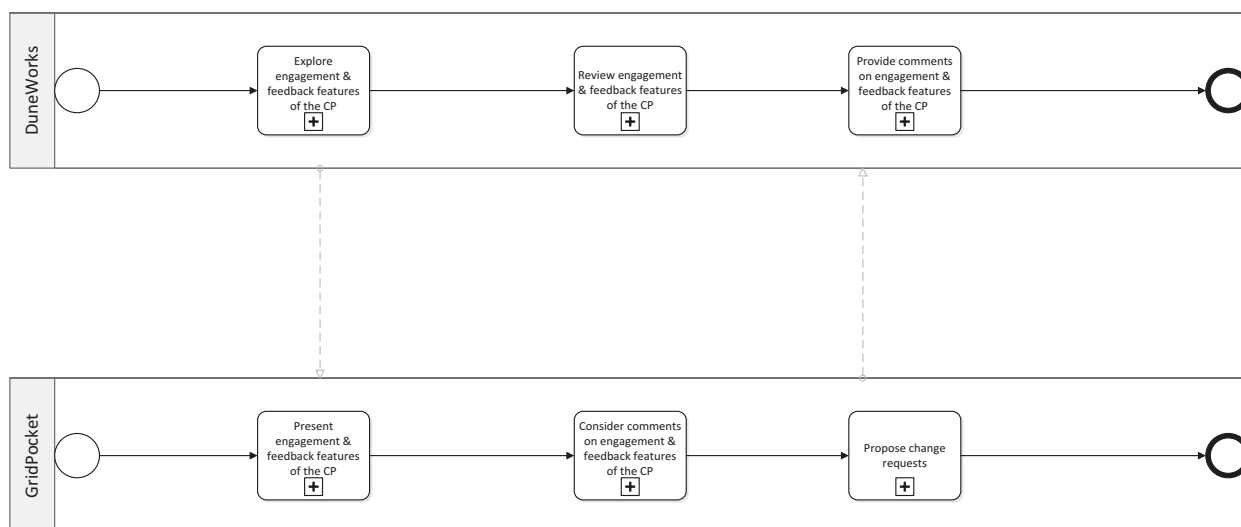 DuneWorks
Explore
engagement &
feedback features
of the CP
Review engagement
& feedback features
of the CP
Provide comments
on engagement &
feedback features
of the CP
GridPocket
Present
engagement &
feedback features
of the CP
Consider comments
on engagement &
feedback features
of the CP
Propose change
requests